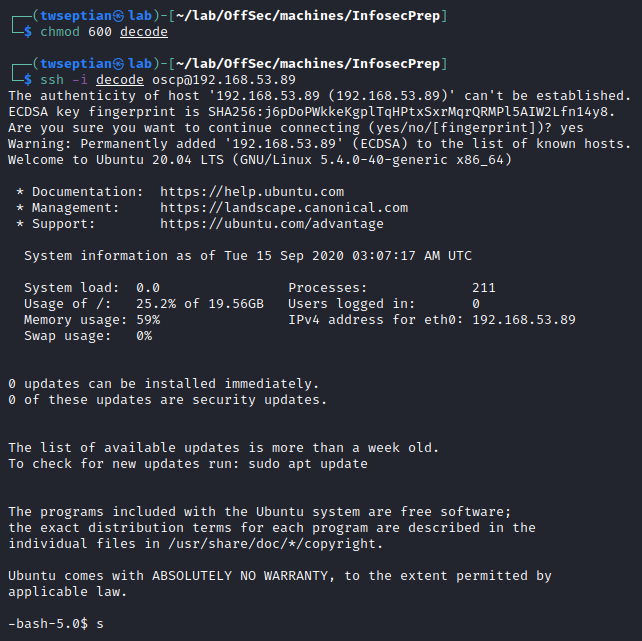 ┌──(twseptian㉿lab)-[~/lab/OffSec/machines/InfosecPrep]
└─$ chmod 600 decode
┌──(twseptian㉿lab)-[~/lab/OffSec/machines/InfosecPrep]
└─$ ssh -i decode oscp@192.168.53.89
The authenticity of host '192.168.53.89 (192.168.53.89)' can't be established.
ECDSA key fingerprint is SHA256:j6pDoPWkkeKgplTqHPtxSxrMqrQRMPl5AIW2Lfn14y8.
Are you sure you want to continue connecting (yes/no/[fingerprint])? yes
Warning: Permanently added '192.168.53.89' (ECDSA) to the list of known hosts.
Welcome to Ubuntu 20.04 LTS (GNU/Linux 5.4.0-40-generic x86_64)
* Documentation:  https://help.ubuntu.com
* Management:     https://landscape.canonical.com
* Support:        https://ubuntu.com/advantage
System information as of Tue 15 Sep 2020 03:07:17 AM UTC
System load:  0.0                Processes:               211
Usage of /:   25.2% of 19.56GB   Users logged in:         0
Memory usage: 59%                IPv4 address for eth0: 192.168.53.89
Swap usage:   0%
0 updates can be installed immediately.
0 of these updates are security updates.
The list of available updates is more than a week old.
To check for new updates run: sudo apt update
The programs included with the Ubuntu system are free software;
the exact distribution terms for each program are described in the
individual files in /usr/share/doc/*/copyright.
Ubuntu comes with ABSOLUTELY NO WARRANTY, to the extent permitted by
applicable law.
-bash-5.0$ s